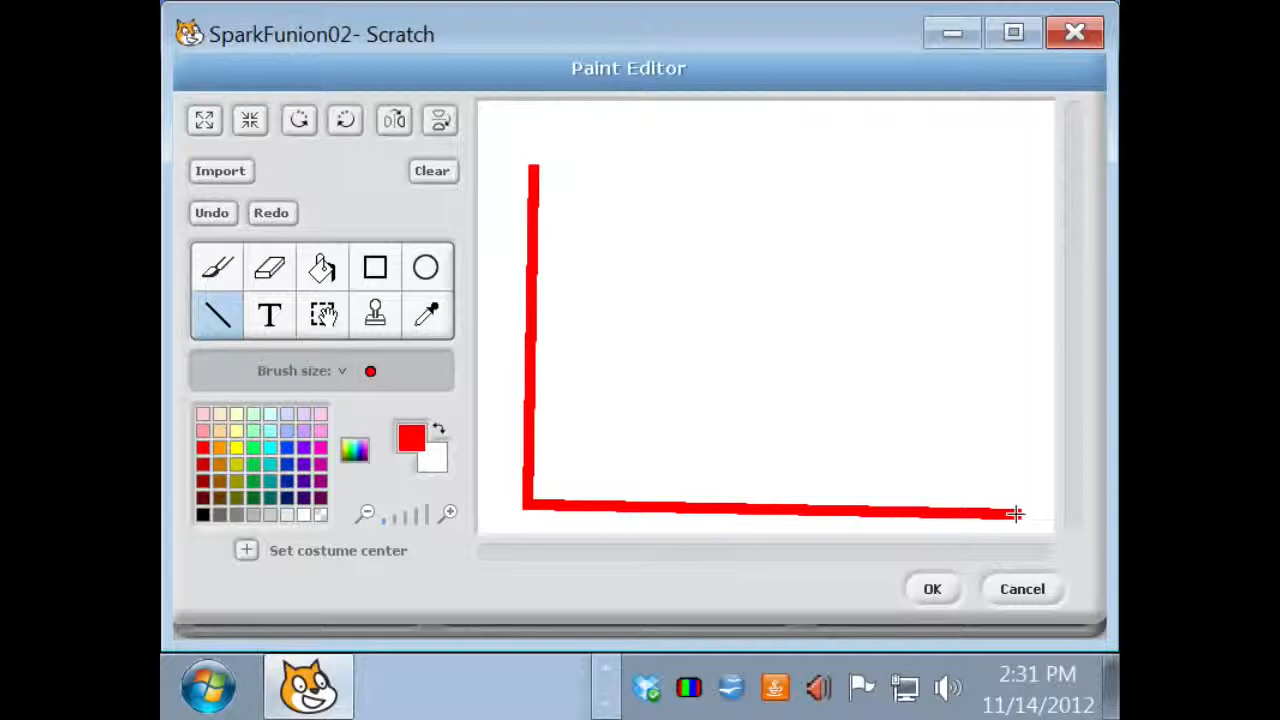 SparkFunion02- Scratch
Paint Editor
Import
Clear
Undo
Redo
T
Brush size:
Set costume center
OK
Cancel
2:31 PM
11/14/2012